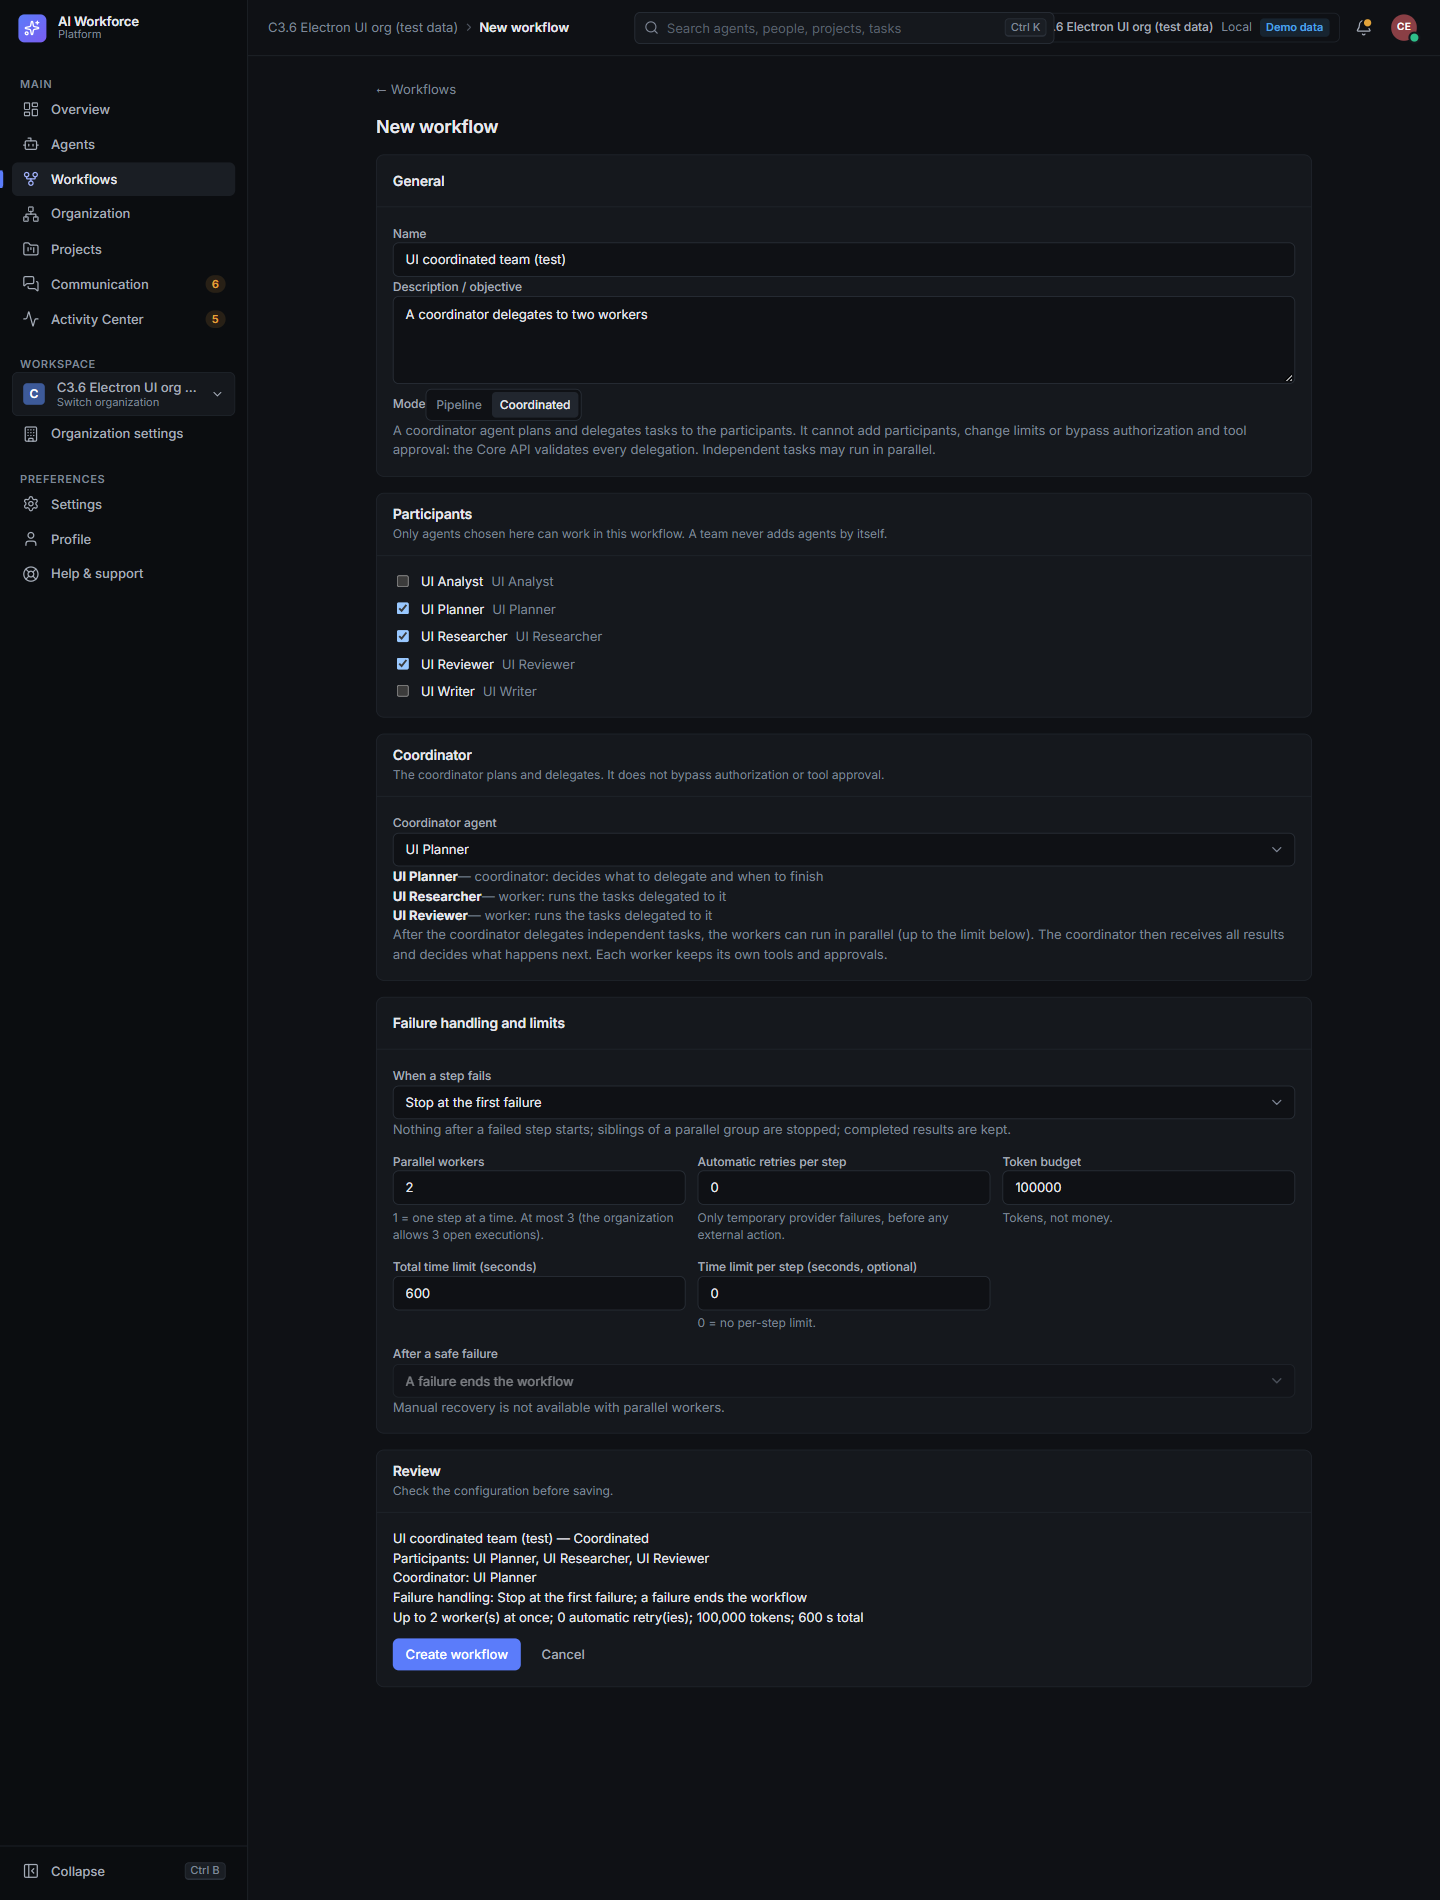 AI Workforce
Platform
C3.6 Electron UI org (test data) › New workflow
Search agents, people, projects, tasks
Ctrl K
.6 Electron UI org (test data) Local Demo data
CE
MAIN
Overview
Agents
Workflows
Organization
Projects
Communication 6
Activity Center 5
WORKSPACE
C
C3.6 Electron UI org ...
Switch organization
Organization settings
PREFERENCES
Settings
Profile
Help & support
Collapse Ctrl B
← Workflows
New workflow
General
Name
UI coordinated team (test)
Description / objective
A coordinator delegates to two workers
Mode Pipeline Coordinated
A coordinator agent plans and delegates tasks to the participants. It cannot add participants, change limits or bypass authorization and tool
approval: the Core API validates every delegation. Independent tasks may run in parallel.
Participants
Only agents chosen here can work in this workflow. A team never adds agents by itself.
UI Analyst UI Analyst
UI Planner UI Planner
UI Researcher UI Researcher
UI Reviewer UI Reviewer
UI Writer UI Writer
Coordinator
The coordinator plans and delegates. It does not bypass authorization or tool approval.
Coordinator agent
UI Planner
UI Planner— coordinator: decides what to delegate and when to finish
UI Researcher— worker: runs the tasks delegated to it
UI Reviewer— worker: runs the tasks delegated to it
After the coordinator delegates independent tasks, the workers can run in parallel (up to the limit below). The coordinator then receives all results
and decides what happens next. Each worker keeps its own tools and approvals.
Failure handling and limits
When a step fails
Stop at the first failure
Nothing after a failed step starts; siblings of a parallel group are stopped; completed results are kept.
Parallel workers
2
1 = one step at a time. At most 3 (the organization
allows 3 open executions).
Automatic retries per step
0
Only temporary provider failures, before any
external action.
Token budget
100000
Tokens, not money.
Total time limit (seconds)
600
Time limit per step (seconds, optional)
0
0 = no per-step limit.
After a safe failure
A failure ends the workflow
Manual recovery is not available with parallel workers.
Review
Check the configuration before saving.
UI coordinated team (test) — Coordinated
Participants: UI Planner, UI Researcher, UI Reviewer
Coordinator: UI Planner
Failure handling: Stop at the first failure; a failure ends the workflow
Up to 2 worker(s) at once; 0 automatic retry(ies); 100,000 tokens; 600 s total
Create workflow Cancel